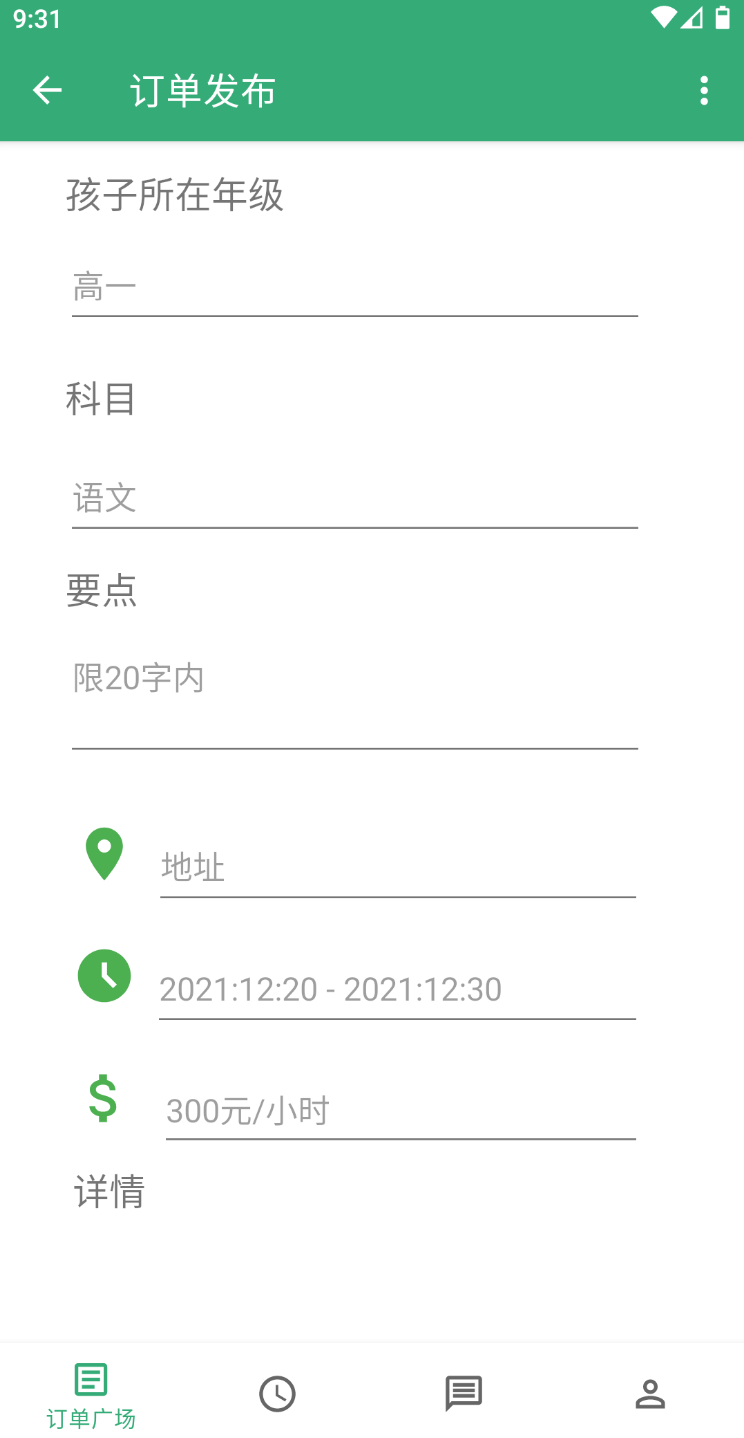 9:31
订单发布
孩子所在年级
高一
科目
语文
要点
限20字内
地址
2021:12:20 - 2021:12:30
300元/小时
详情
订单广场